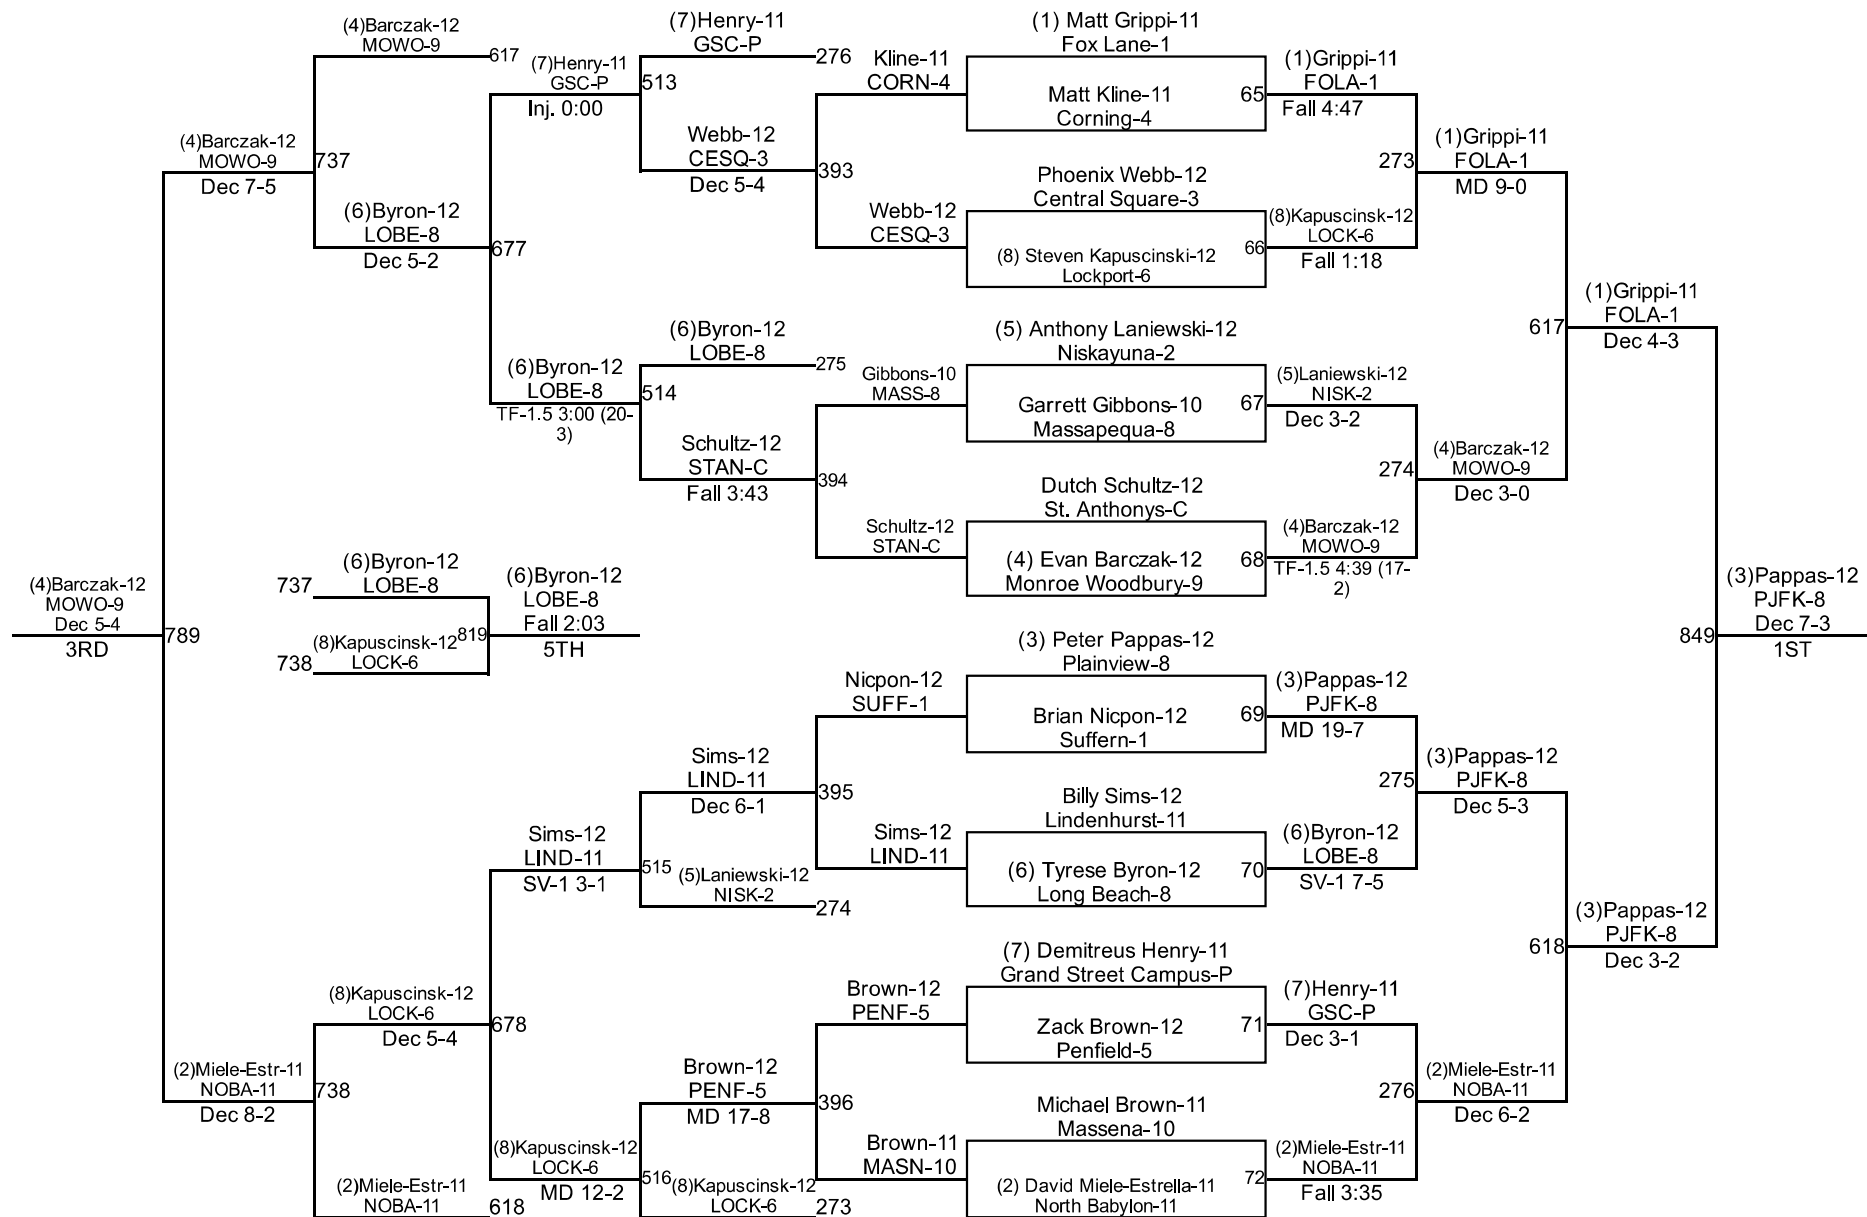 (4)Barczak-12
MOWO-9
617
(7)Henry-11
GSC-P
Inj. 0:00
(7)Henry-11
GSC-P
276
513
Webb-12
CESQ-3
Dec 5-4
Kline-11
CORN-4
393
Webb-12
CESQ-3
(1) Matt Grippi-11
Fox Lane-1
Matt Kline-11
Corning-4
65
Phoenix Webb-12
Central Square-3
(8) Steven Kapuscinski-12
Lockport-6
66
(1)Grippi-11
FOLA-1
Fall 4:47
273
(8)Kapuscinsk-12
LOCK-6
Fall 1:18
(1)Grippi-11
FOLA-1
MD 9-0
(4)Barczak-12
MOWO-9
Dec 7-5
737
(6)Byron-12
LOBE-8
Dec 5-2
677
(6)Byron-12
LOBE-8
TF-1.5 3:00 (20-
3)
(6)Byron-12
LOBE-8
275
514
Schultz-12
STAN-C
Fall 3:43
Gibbons-10
MASS-8
394
Schultz-12
STAN-C
(5) Anthony Laniewski-12
Niskayuna-2
Garrett Gibbons-10
Massapequa-8
67
Dutch Schultz-12
St. Anthonys-C
(4) Evan Barczak-12
Monroe Woodbury-9
68
(5)Laniewski-12
NISK-2
Dec 3-2
274
(4)Barczak-12
MOWO-9
TF-1.5 4:39 (17-
2)
(4)Barczak-12
MOWO-9
Dec 3-0
617
(1)Grippi-11
FOLA-1
Dec 4-3
(4)Barczak-12
MOWO-9
Dec 5-4
3RD
789
737
(6)Byron-12
LOBE-8
738
(8)Kapuscinsk-12
LOCK-6
819
(6)Byron-12
LOBE-8
Fall 2:03
5TH
849
(3)Pappas-12
PJFK-8
Dec 7-3
1ST
Sims-12
LIND-11
SV-1 3-1
Sims-12
LIND-11
Dec 6-1
515
(5)Laniewski-12
NISK-2
274
Nicpon-12
SUFF-1
395
Sims-12
LIND-11
(3) Peter Pappas-12
Plainview-8
Brian Nicpon-12
Suffern-1
69
Billy Sims-12
Lindenhurst-11
(6) Tyrese Byron-12
Long Beach-8
70
(3)Pappas-12
PJFK-8
MD 19-7
275
(6)Byron-12
LOBE-8
SV-1 7-5
(3)Pappas-12
PJFK-8
Dec 5-3
618
(3)Pappas-12
PJFK-8
Dec 3-2
(2)Miele-Estr-11
NOBA-11
Dec 8-2
(8)Kapuscinsk-12
LOCK-6
Dec 5-4
738
(2)Miele-Estr-11
NOBA-11
618
678
(8)Kapuscinsk-12
LOCK-6
MD 12-2
Brown-12
PENF-5
MD 17-8
516
(8)Kapuscinsk-12
LOCK-6
273
Brown-12
PENF-5
396
Brown-11
MASN-10
(7) Demitreus Henry-11
Grand Street Campus-P
Zack Brown-12
Penfield-5
71
Michael Brown-11
Massena-10
(2) David Miele-Estrella-11
North Babylon-11
72
(7)Henry-11
GSC-P
Dec 3-1
276
(2)Miele-Estr-11
NOBA-11
Fall 3:35
(2)Miele-Estr-11
NOBA-11
Dec 6-2